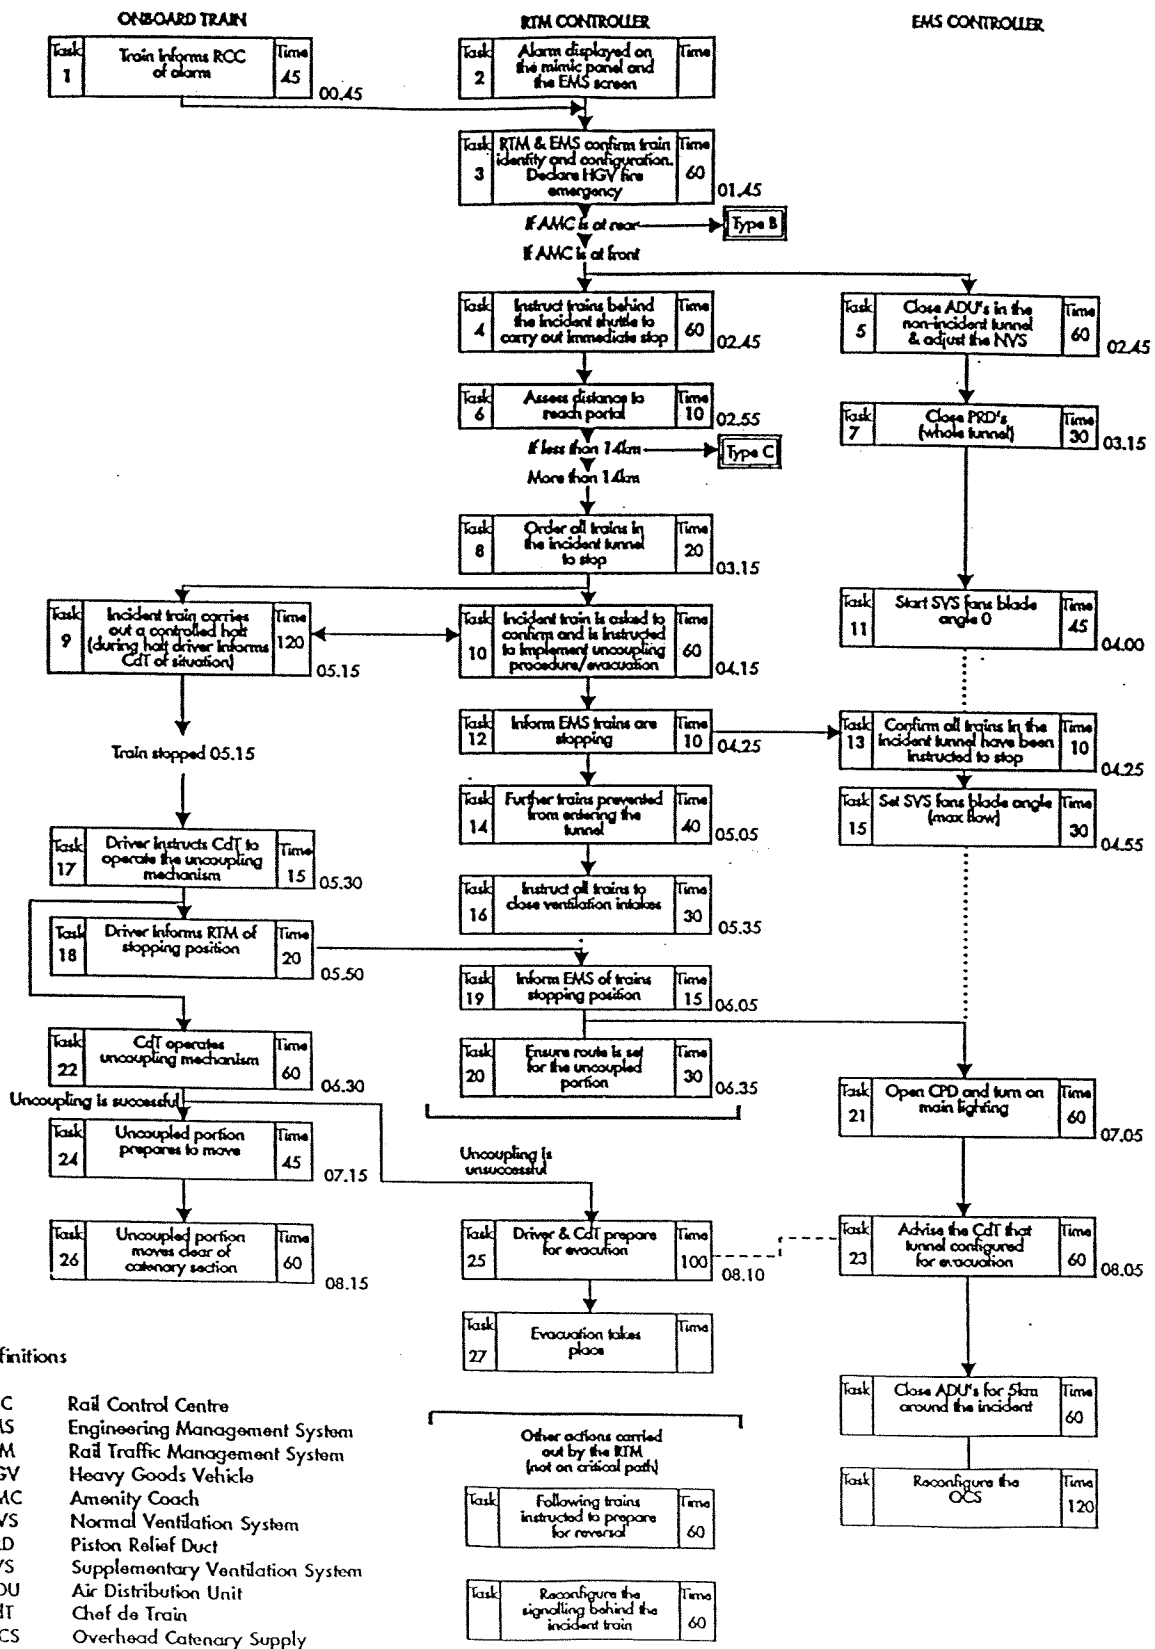 ONBOARD TRAIN
RTM CONTROLLER
EMS CONTROLLER
Task
1
Train informs RCC
of alarm
Time
45
00.45
Task
2
Alarm displayed on
the mimic panel and
the EMS screen
Time
Task
3
RTM & EMS confirm train
identity and configuration.
Declare HGV fire
emergency
Time
60
01.45
If AMC is at rear
Type B
If AMC is at front
Task
4
Instruct trains behind
the incident shuttle to
carry out immediate stop
Time
60
02.45
Task
5
Close ADU's in the
non-incident tunnel
& adjust the NVS
Time
60
02.45
Task
6
Assess distance to
reach portal
Time
10
02.55
Task
7
Close PRD's
(whole tunnel)
Time
30
03.15
If less than 14km
Type C
More than 14km
Task
8
Order all trains in
the incident tunnel
to stop
Time
20
03.15
Task
9
Incident train carries
out a controlled halt
(during halt driver informs
CdT of situation)
Time
120
05.15
Task
10
Incident train is asked to
confirm and is instructed
to implement uncoupling
procedure/evacuation
Time
60
04.15
Task
11
Start SVS fans blade
angle 0
Time
45
04.00
Task
12
Inform EMS trains are
stopping
Time
10
04.25
Task
13
Confirm all trains in the
incident tunnel have been
instructed to stop
Time
10
04.25
Train stopped 05.15
Task
14
Further trains prevented
from entering the
tunnel
Time
40
05.05
Task
15
Set SVS fans blade angle
(max flow)
Time
30
04.55
Task
17
Driver instructs CdT to
operate the uncoupling
mechanism
Time
15
05.30
Task
16
Instruct all trains to
close ventilation intakes
Time
30
05.35
Task
18
Driver informs RTM of
stopping position
Time
20
05.50
Task
19
Inform EMS of trains
stopping position
Time
15
06.05
Task
22
CdT operates
uncoupling mechanism
Time
60
06.30
Task
20
Ensure route is set
for the uncoupled
portion
Time
30
06.35
Task
21
Open CPD and turn on
main lighting
Time
60
07.05
Uncoupling is successful
Task
24
Uncoupled portion
prepares to move
Time
45
07.15
Uncoupling is
unsuccessful
Task
26
Uncoupled portion
moves clear of
catenary section
Time
60
08.15
Task
25
Driver & CdT prepare
for evacution
Time
100
08.10
Task
23
Advise the CdT that
tunnel configured
for evacuation
Time
60
08.05
Task
27
Evacuation takes
place
Time
Task
Close ADU's for 5km
around the incident
Time
60
Task
Reconfigure the
OCS
Time
120
Other actions carried
out by the RTM
(not on critical path)
Task
Following trains
instructed to prepare
for reversal
Time
60
Task
Reconfigure the
signalling behind the
incident train
Time
60
finitions
C Rail Control Centre
MS Engineering Management System
M Rail Traffic Management System
GV Heavy Goods Vehicle
MC Amenity Coach
VS Normal Ventilation System
RD Piston Relief Duct
VS Supplementary Ventilation System
DU Air Distribution Unit
dT Chef de Train
CS Overhead Catenary Supply